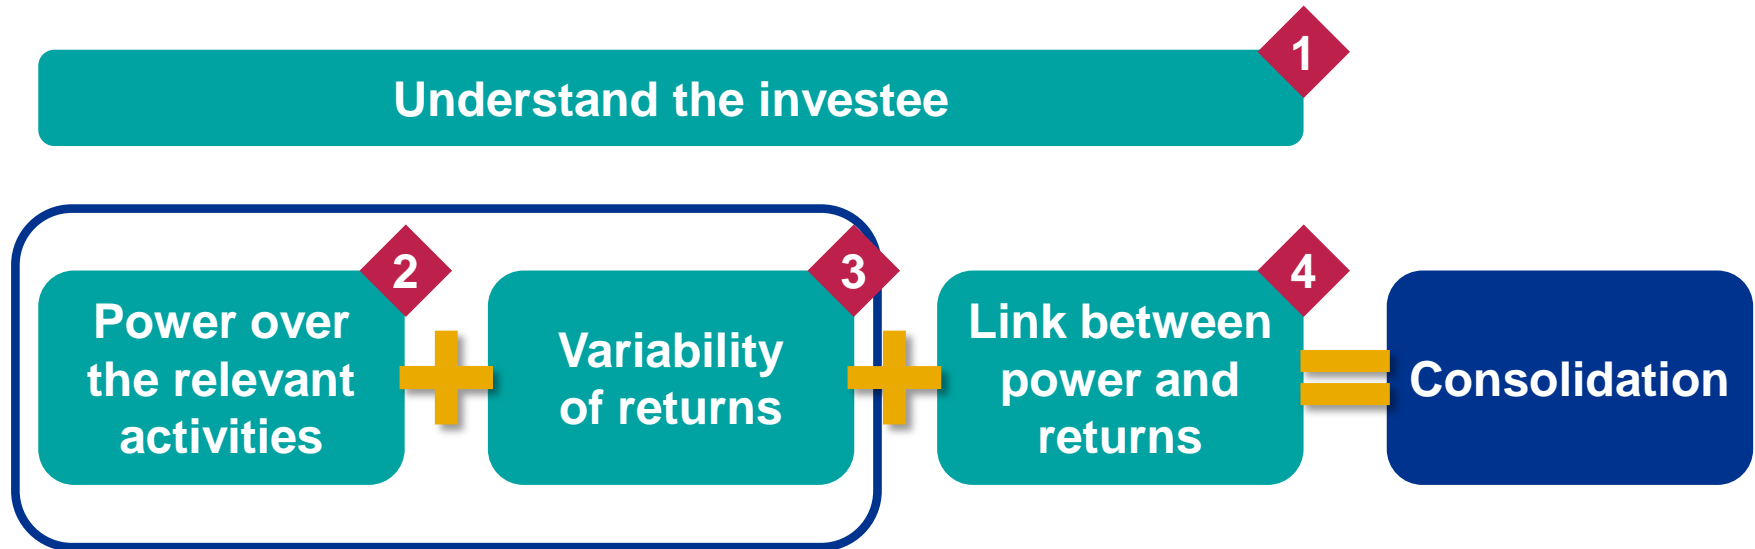 1
Understand the investee
2
Power over
the relevant
activities
3
Variability
of returns
4
Link between
power and
returns
Consolidation